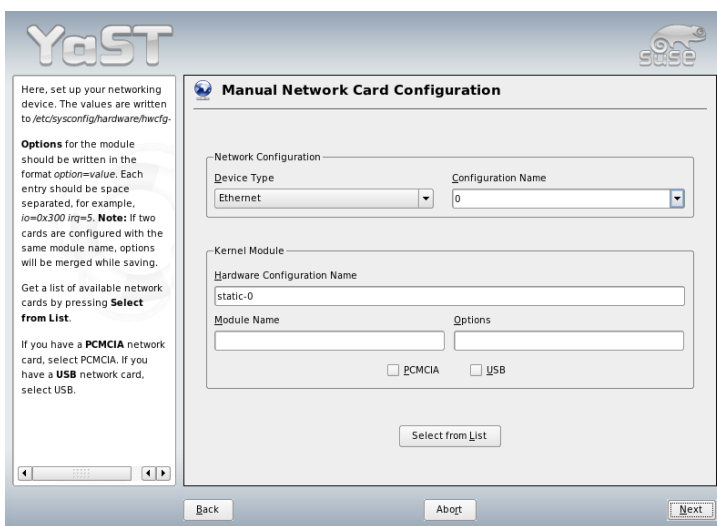 YaST
SUSE
Here, set up your networking
device. The values are written
to /etc/sysconfig/hardware/hwcfg-
Options for the module
should be written in the
format option=value. Each
entry should be space
separated, for example,
io=0x300 irq=5. Note: If two
cards are configured with the
same module name, options
will be merged while saving.
Get a list of available network
cards by pressing Select
from List.
If you have a PCMCIA network
card, select PCMCIA. If you
have a USB network card,
select USB.
Manual Network Card Configuration
Network Configuration
Device Type
Configuration Name
Ethernet
0
Kernel Module
Hardware Configuration Name
static-0
Module Name
Options
PCMCIA
USB
Select from List
Back
Abort
Next